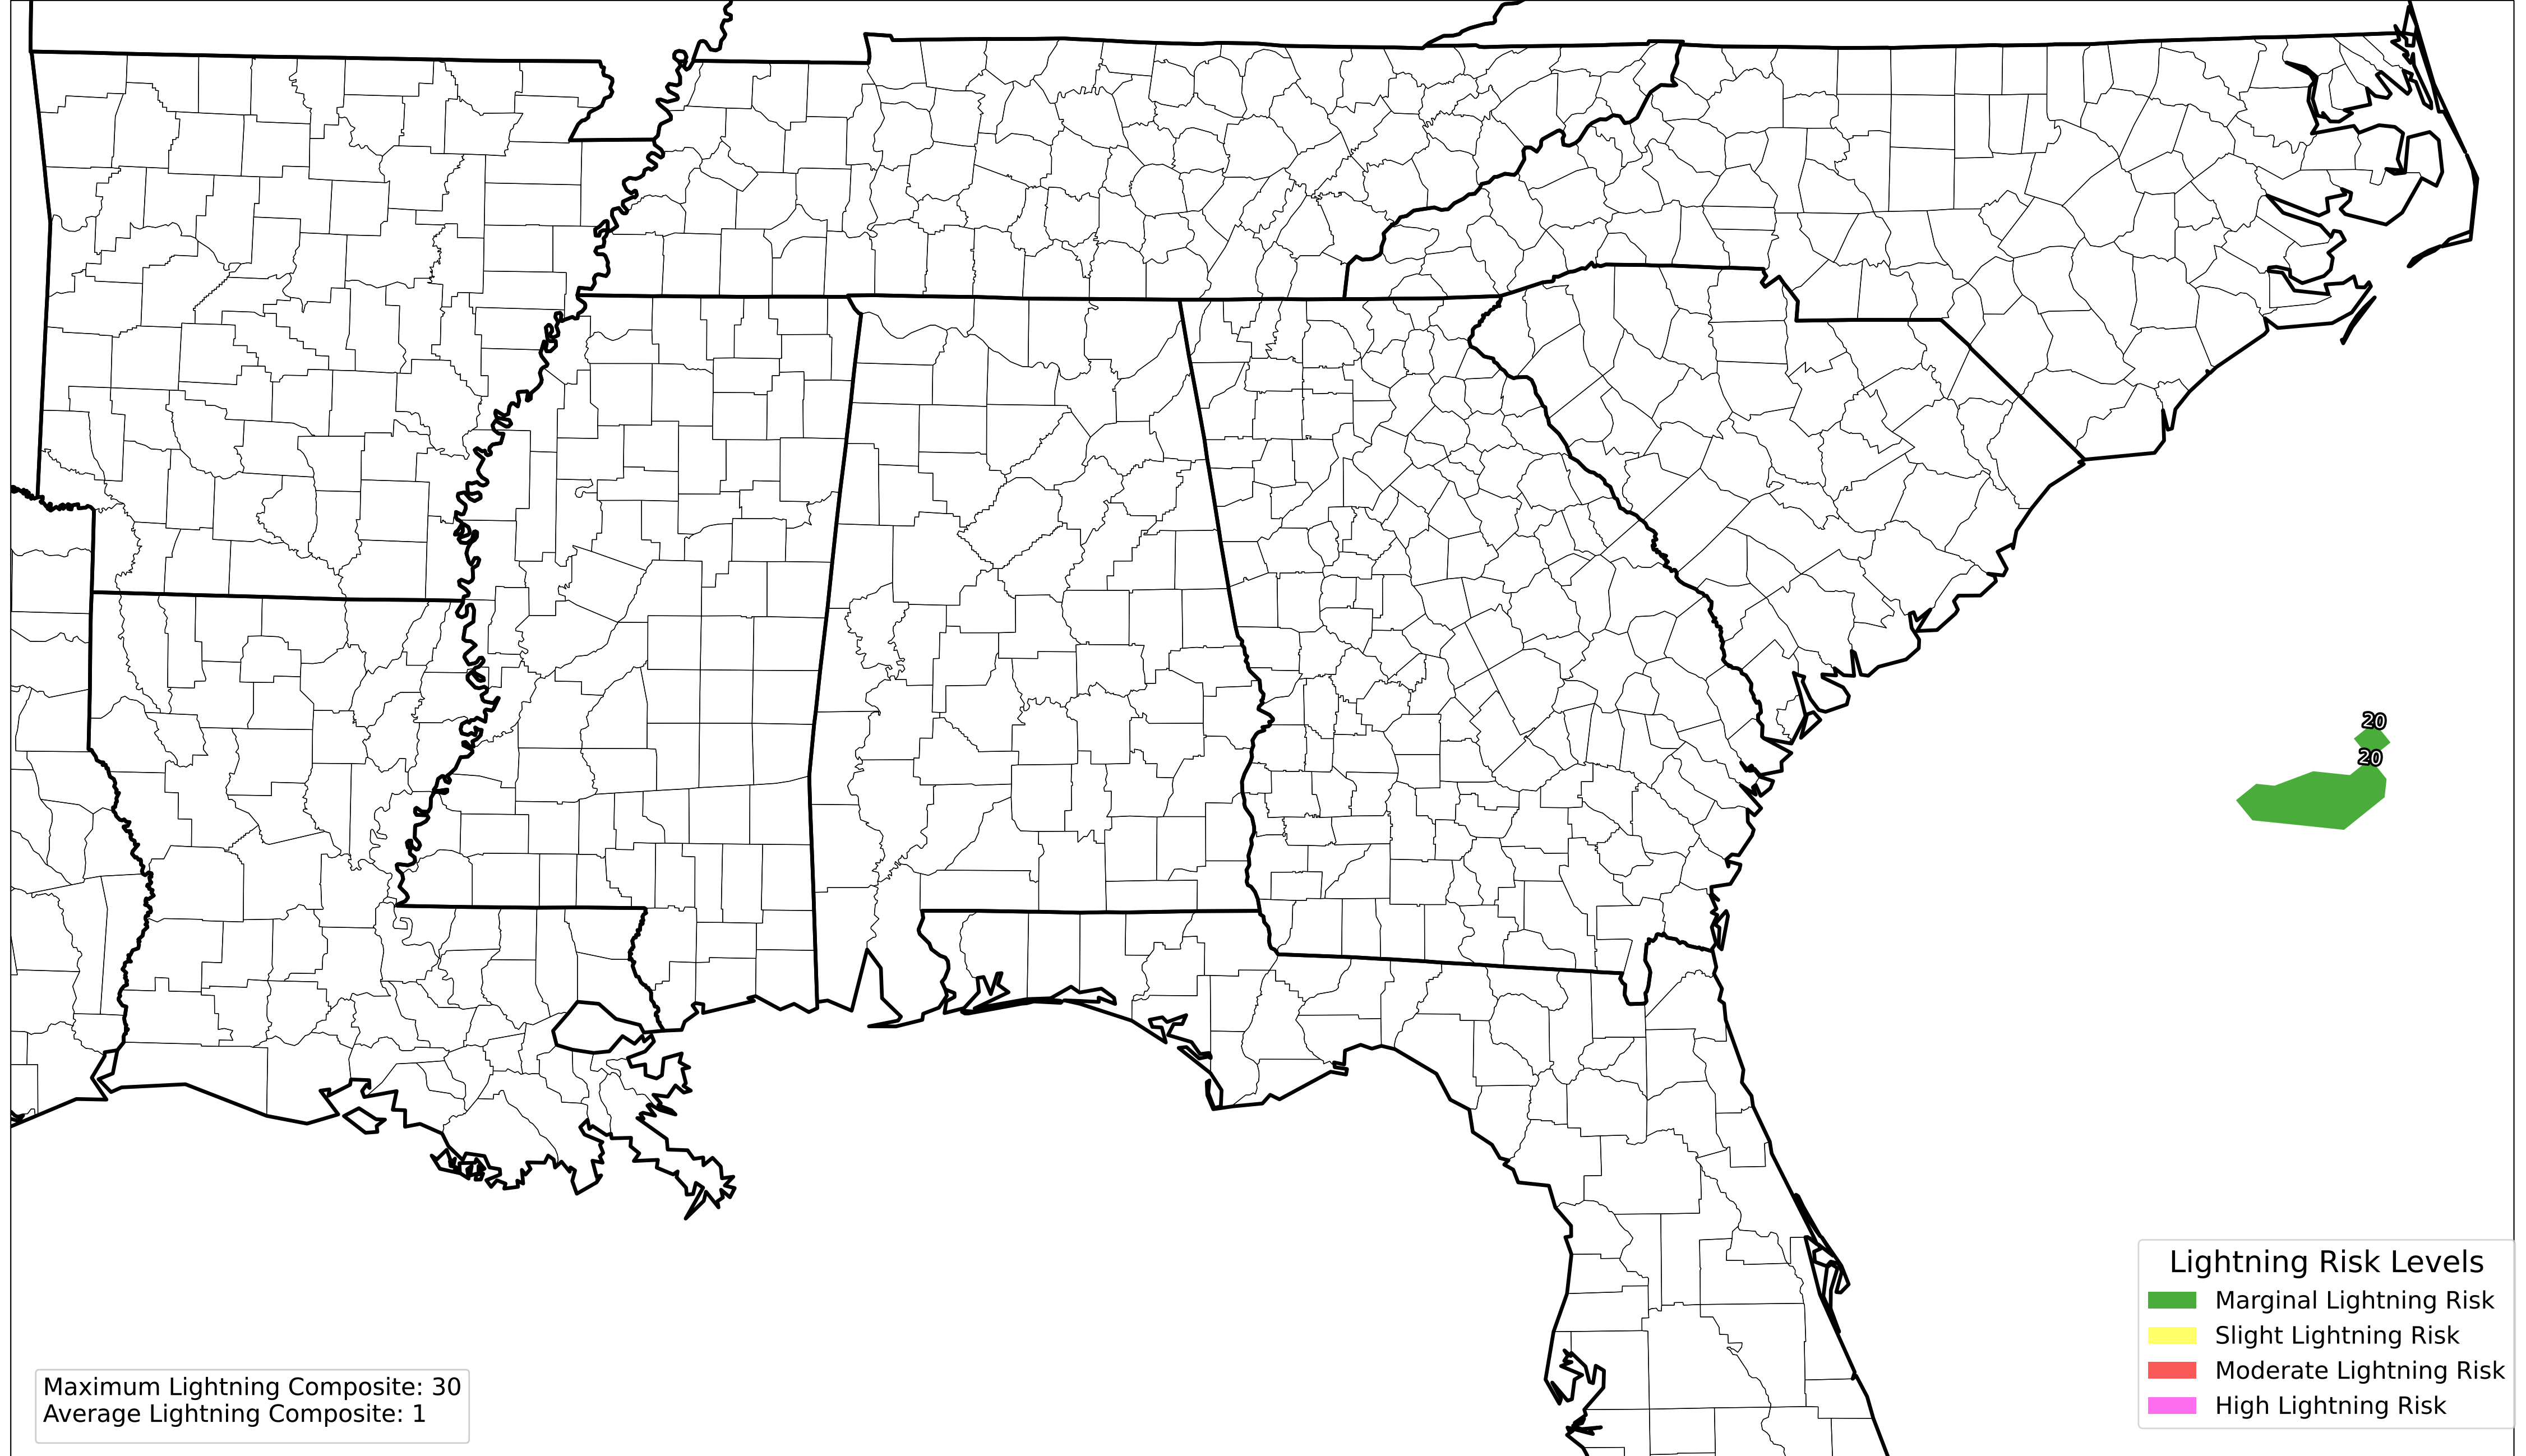 20
20
Lightning Risk Levels
Marginal Lightning Risk
Slight Lightning Risk
Moderate Lightning Risk
High Lightning Risk
Maximum Lightning Composite: 30
Average Lightning Composite: 1